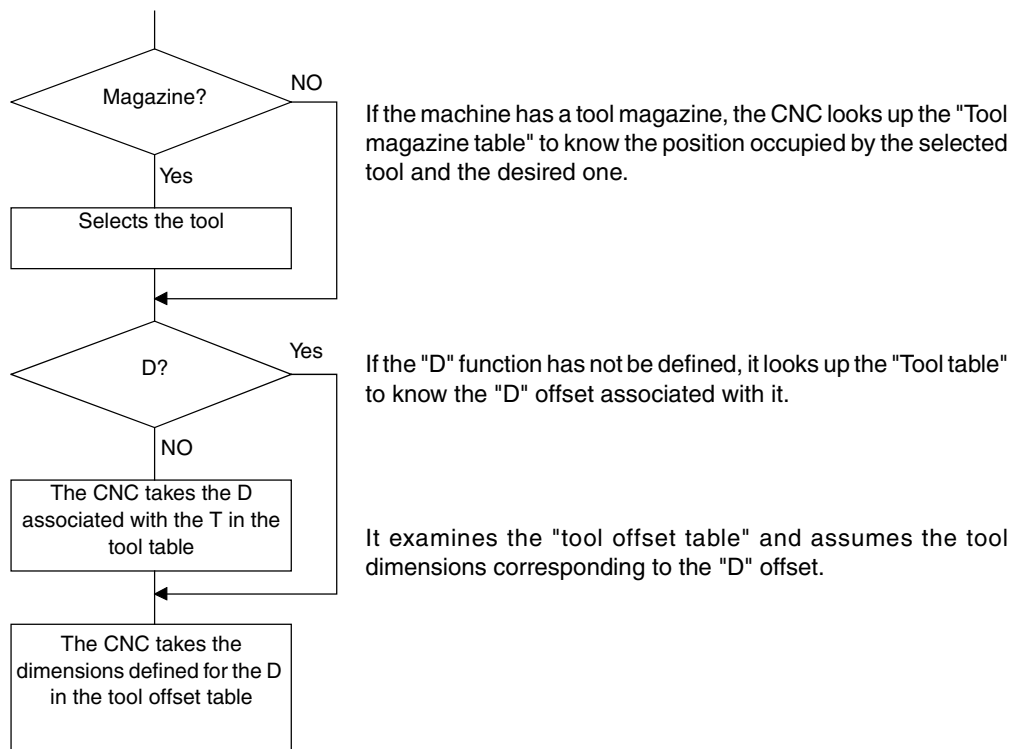 Magazine?
NO
If the machine has a tool magazine, the CNC looks up the "Tool
magazine table" to know the position occupied by the selected
tool and the desired one.
Yes
Selects the tool
D?
Yes
If the "D" function has not be defined, it looks up the "Tool table"
to know the "D" offset associated with it.
NO
The CNC takes the D
associated with the T in the
tool table
It examines the "tool offset table" and assumes the tool
dimensions corresponding to the "D" offset.
The CNC takes the
dimensions defined for the D
in the tool offset table